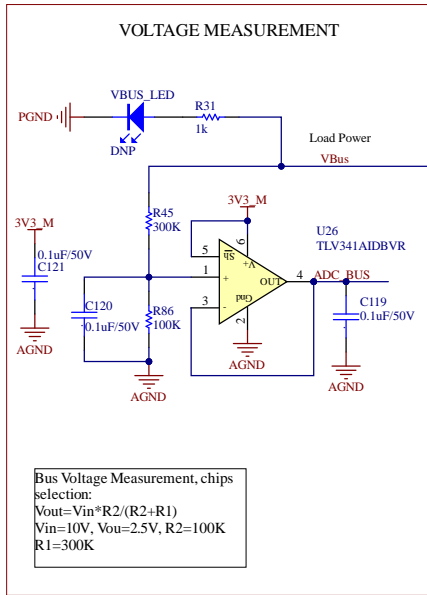 VOLTAGE MEASUREMENT
VBUS_LED
R31
PGND
1k
DNP
Load Power
VBus
3V3_M
R45
300K
3V3_M
U26
TLV341AIDBVR
0.1uF/50V
C121
5
Sh
6
V+
1
+
OUT
4
ADC_BUS
3
-
Gnd
2
C120
0.1uF/50V
R86
100K
C119
0.1uF/50V
AGND
AGND
AGND
AGND
Bus Voltage Measurement, chips
selection:
Vout=Vin*R2/(R2+R1)
Vin=10V, Vou=2.5V, R2=100K
R1=300K